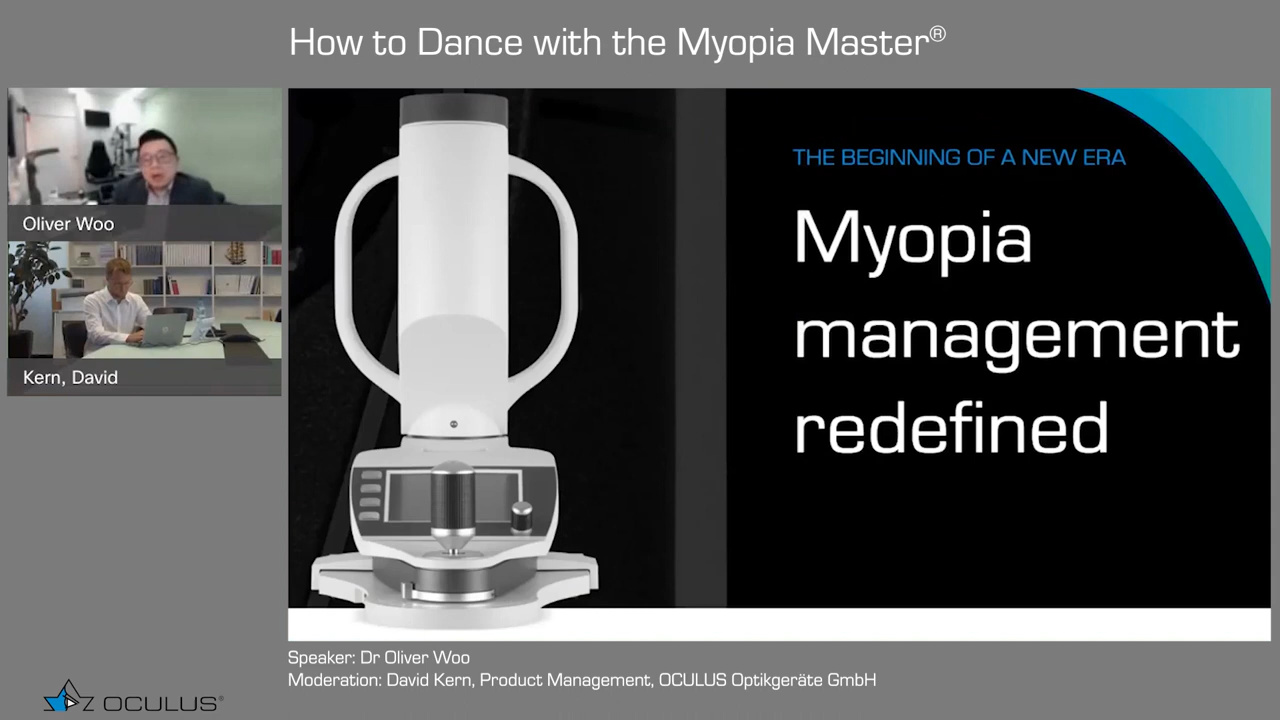 How to Dance with the Myopia Master®
Oliver Woo
Kern, David
THE BEGINNING OF A NEW ERA
Myopia
management
redefined
Speaker: Dr Oliver Woo
Moderation: David Kern, Product Management, OCULUS Optikgeräte GmbH
OCULUS®